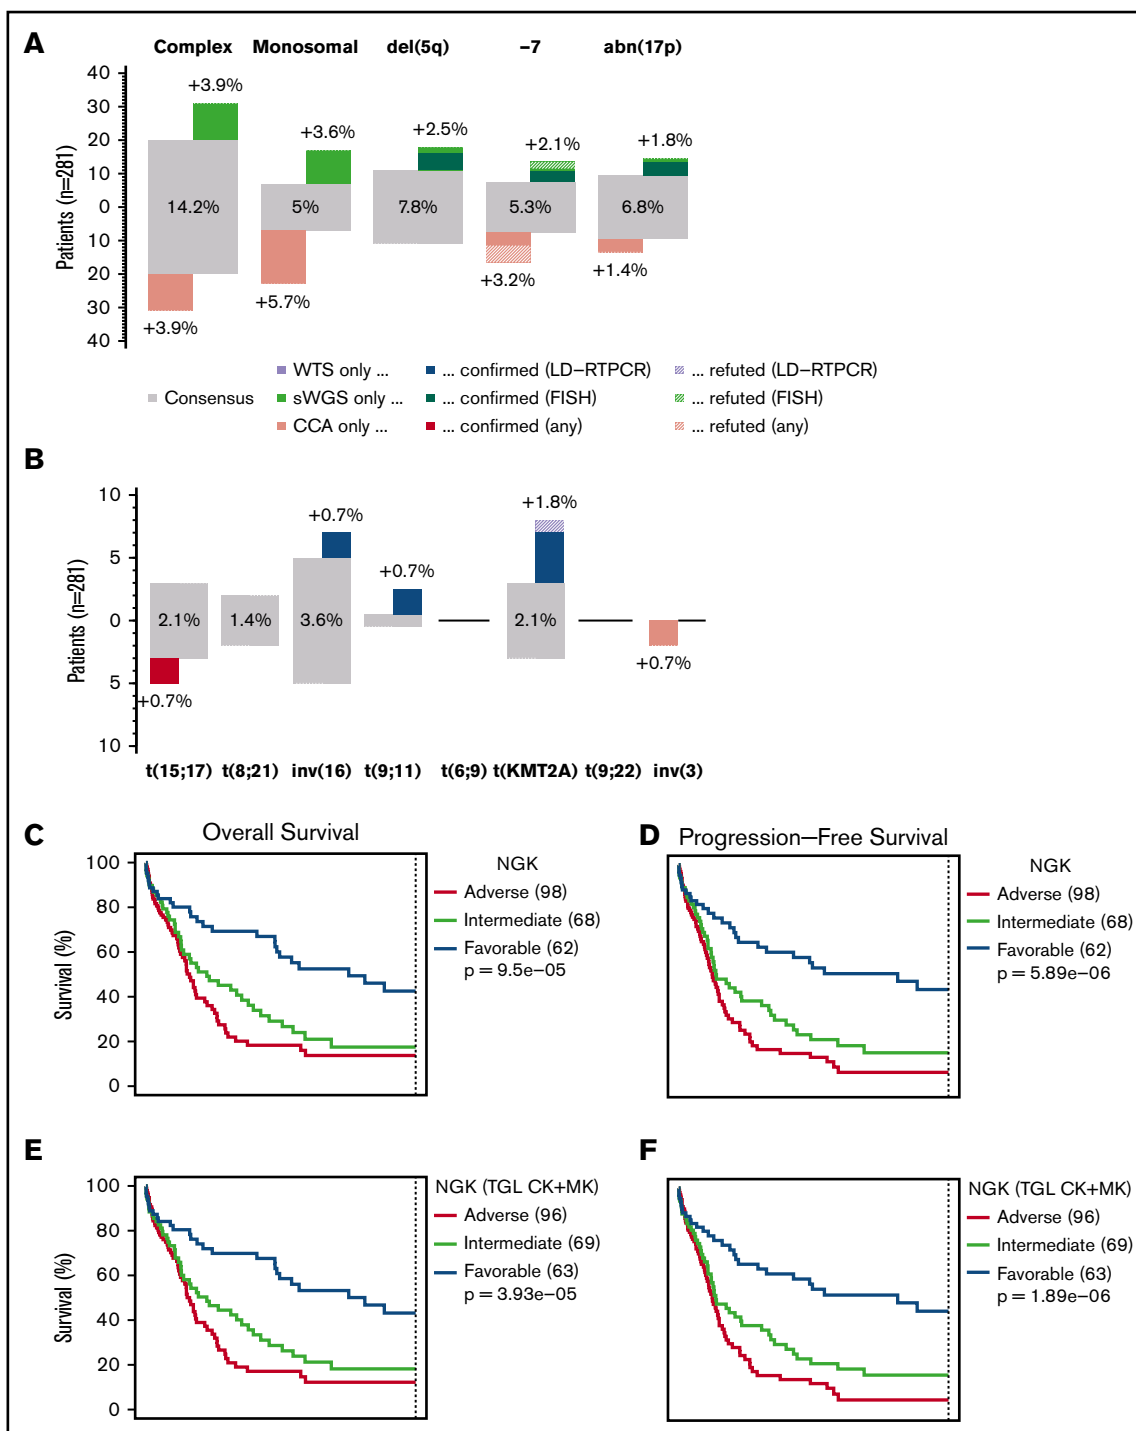 A
Complex Monosomal del(5q) −7 abn(17p)
Patients (n=281)
40
30
20
10
0
10
20
30
40
+3.9% +3.6% +2.5% +2.1% +1.8%
14.2% 5% 7.8% 5.3% 6.8%
+3.9% +5.7% +3.2% +1.4%
Consensus
WTS only ... ... confirmed (LD−RTPCR) ... refuted (LD−RTPCR)
sWGS only ... ... confirmed (FISH) ... refuted (FISH)
CCA only ... ... confirmed (any) ... refuted (any)
B
Patients (n=281)
10
5
0
5
10
+0.7% +0.7% +1.8%
2.1% 1.4% 3.6% 2.1%
+0.7% +0.7%
t(15;17) t(8;21) inv(16) t(9;11) t(6;9) t(KMT2A) t(9;22) inv(3)
C
Overall Survival
Survival (%)
100
80
60
40
20
0
NGK
Adverse (98)
Intermediate (68)
Favorable (62)
p = 9.5e−05
D
Progression—Free Survival
NGK
Adverse (98)
Intermediate (68)
Favorable (62)
p = 5.89e−06
E
Survival (%)
100
80
60
40
20
0
NGK (TGL CK+MK)
Adverse (96)
Intermediate (69)
Favorable (63)
p = 3.93e−05
F
NGK (TGL CK+MK)
Adverse (96)
Intermediate (69)
Favorable (63)
p = 1.89e−06